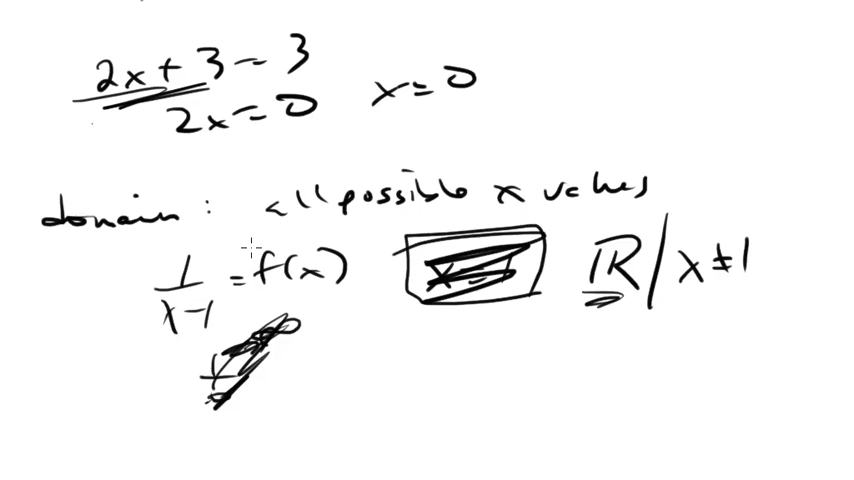 2x+3=3
2x=0 x=0
domain: all possible x values
1/x-1 = f(x) ℝ/x≠1